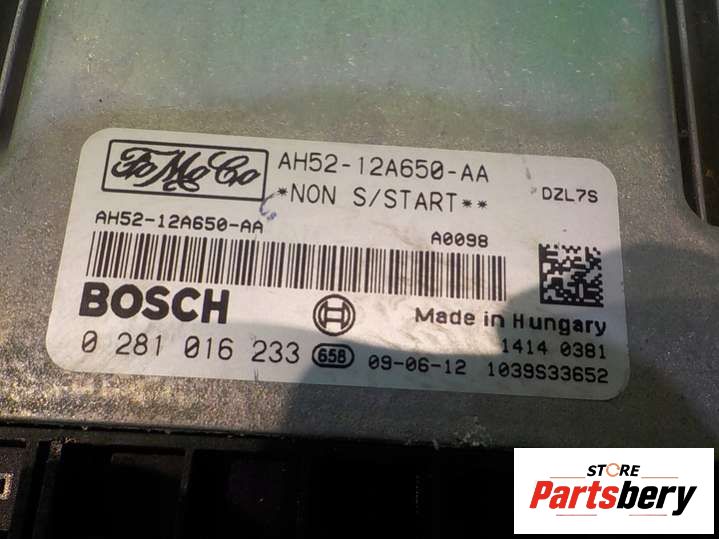 FoMoCo
AH52-12A650-AA
*NON S/START**
DZL7S
AH52-12A650-AA
A0098
BOSCH
Made in Hungary
0 281 016 233
658
09-06-12
1414 0381
1039S33652
STORE
Partsbery